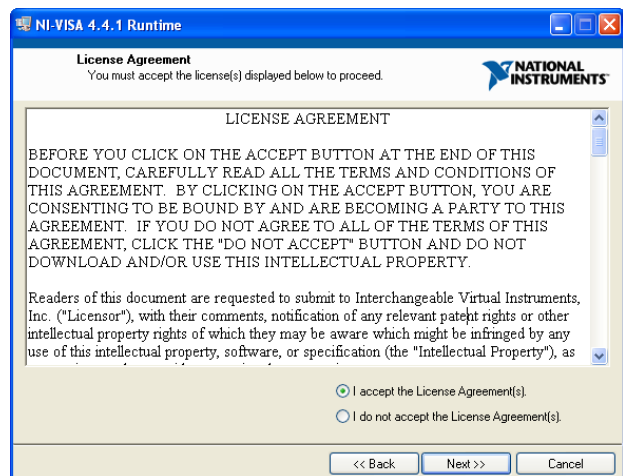 NI-VISA 4.4.1 Runtime
License Agreement
You must accept the license(s) displayed below to proceed.
NATIONAL
INSTRUMENTS™
LICENSE AGREEMENT
BEFORE YOU CLICK ON THE ACCEPT BUTTON AT THE END OF THIS
DOCUMENT, CAREFULLY READ ALL THE TERMS AND CONDITIONS OF
THIS AGREEMENT.  BY CLICKING ON THE ACCEPT BUTTON, YOU ARE
CONSENTING TO BE BOUND BY AND ARE BECOMING A PARTY TO THIS
AGREEMENT.  IF YOU DO NOT AGREE TO ALL OF THE TERMS OF THIS
AGREEMENT, CLICK THE "DO NOT ACCEPT" BUTTON AND DO NOT
DOWNLOAD AND/OR USE THIS INTELLECTUAL PROPERTY.
Readers of this document are requested to submit to Interchangeable Virtual Instruments,
Inc. ("Licensor"), with their comments, notification of any relevant patent rights or other
intellectual property rights of which they may be aware which might be infringed by any
use of this intellectual property, software, or specification (the "Intellectual Property"), as
I accept the License Agreement(s).
I do not accept the License Agreement(s).
<< Back
Next >>
Cancel